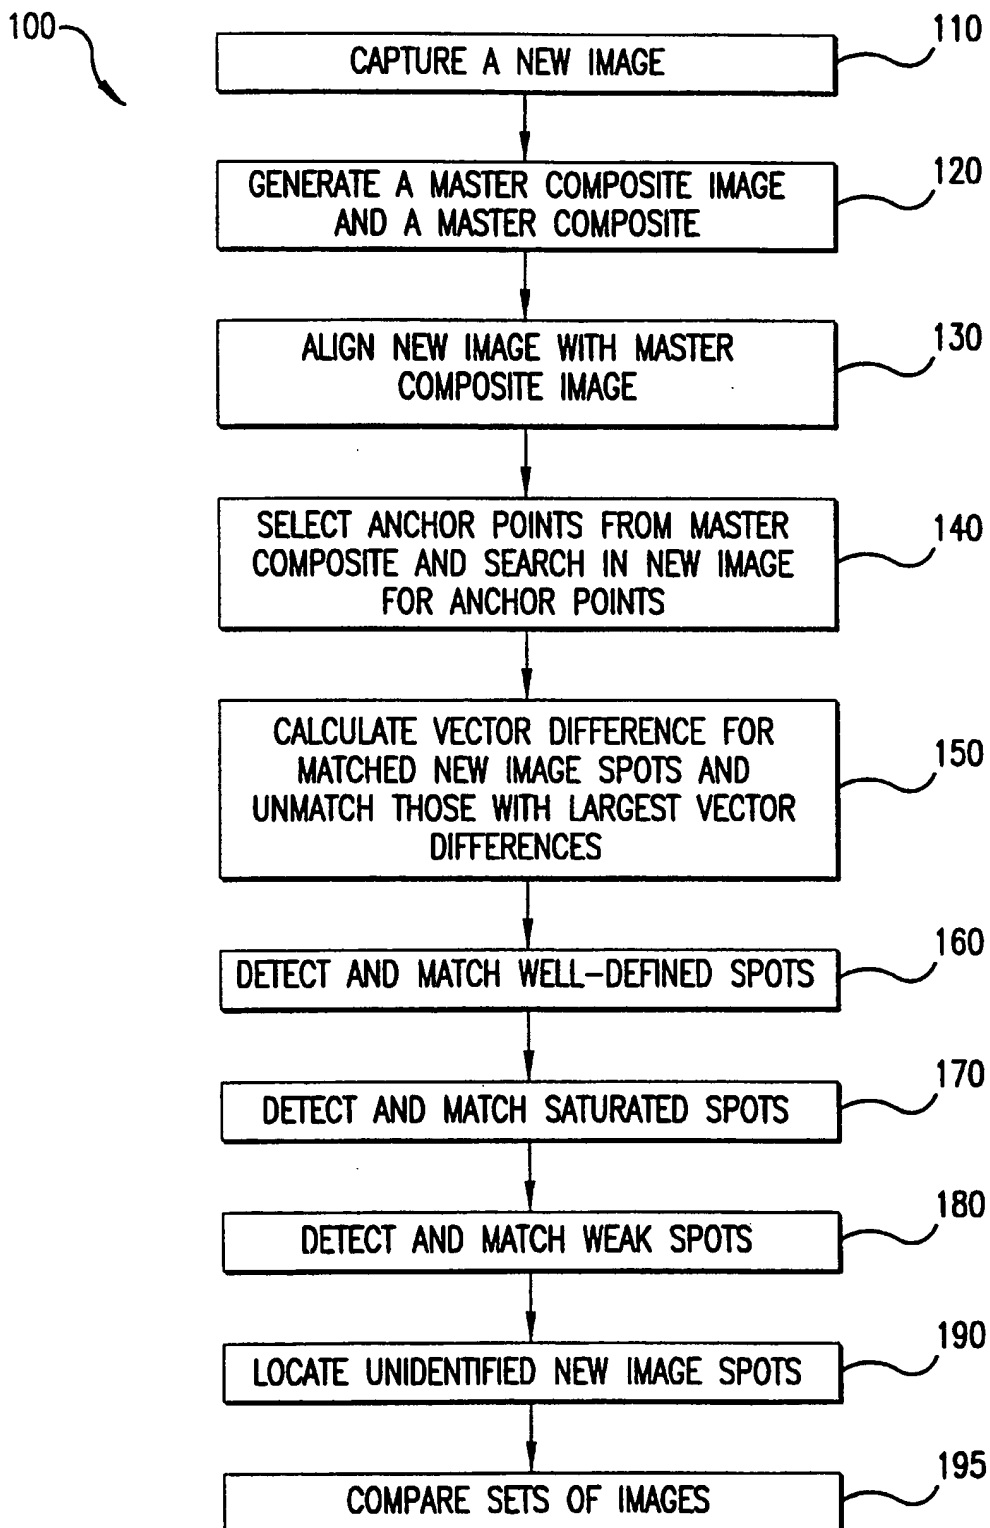 100
110
CAPTURE A NEW IMAGE
120
GENERATE A MASTER COMPOSITE IMAGE
AND A MASTER COMPOSITE
130
ALIGN NEW IMAGE WITH MASTER
COMPOSITE IMAGE
140
SELECT ANCHOR POINTS FROM MASTER
COMPOSITE AND SEARCH IN NEW IMAGE
FOR ANCHOR POINTS
150
CALCULATE VECTOR DIFFERENCE FOR
MATCHED NEW IMAGE SPOTS AND
UNMATCH THOSE WITH LARGEST VECTOR
DIFFERENCES
160
DETECT AND MATCH WELL-DEFINED SPOTS
170
DETECT AND MATCH SATURATED SPOTS
180
DETECT AND MATCH WEAK SPOTS
190
LOCATE UNIDENTIFIED NEW IMAGE SPOTS
195
COMPARE SETS OF IMAGES